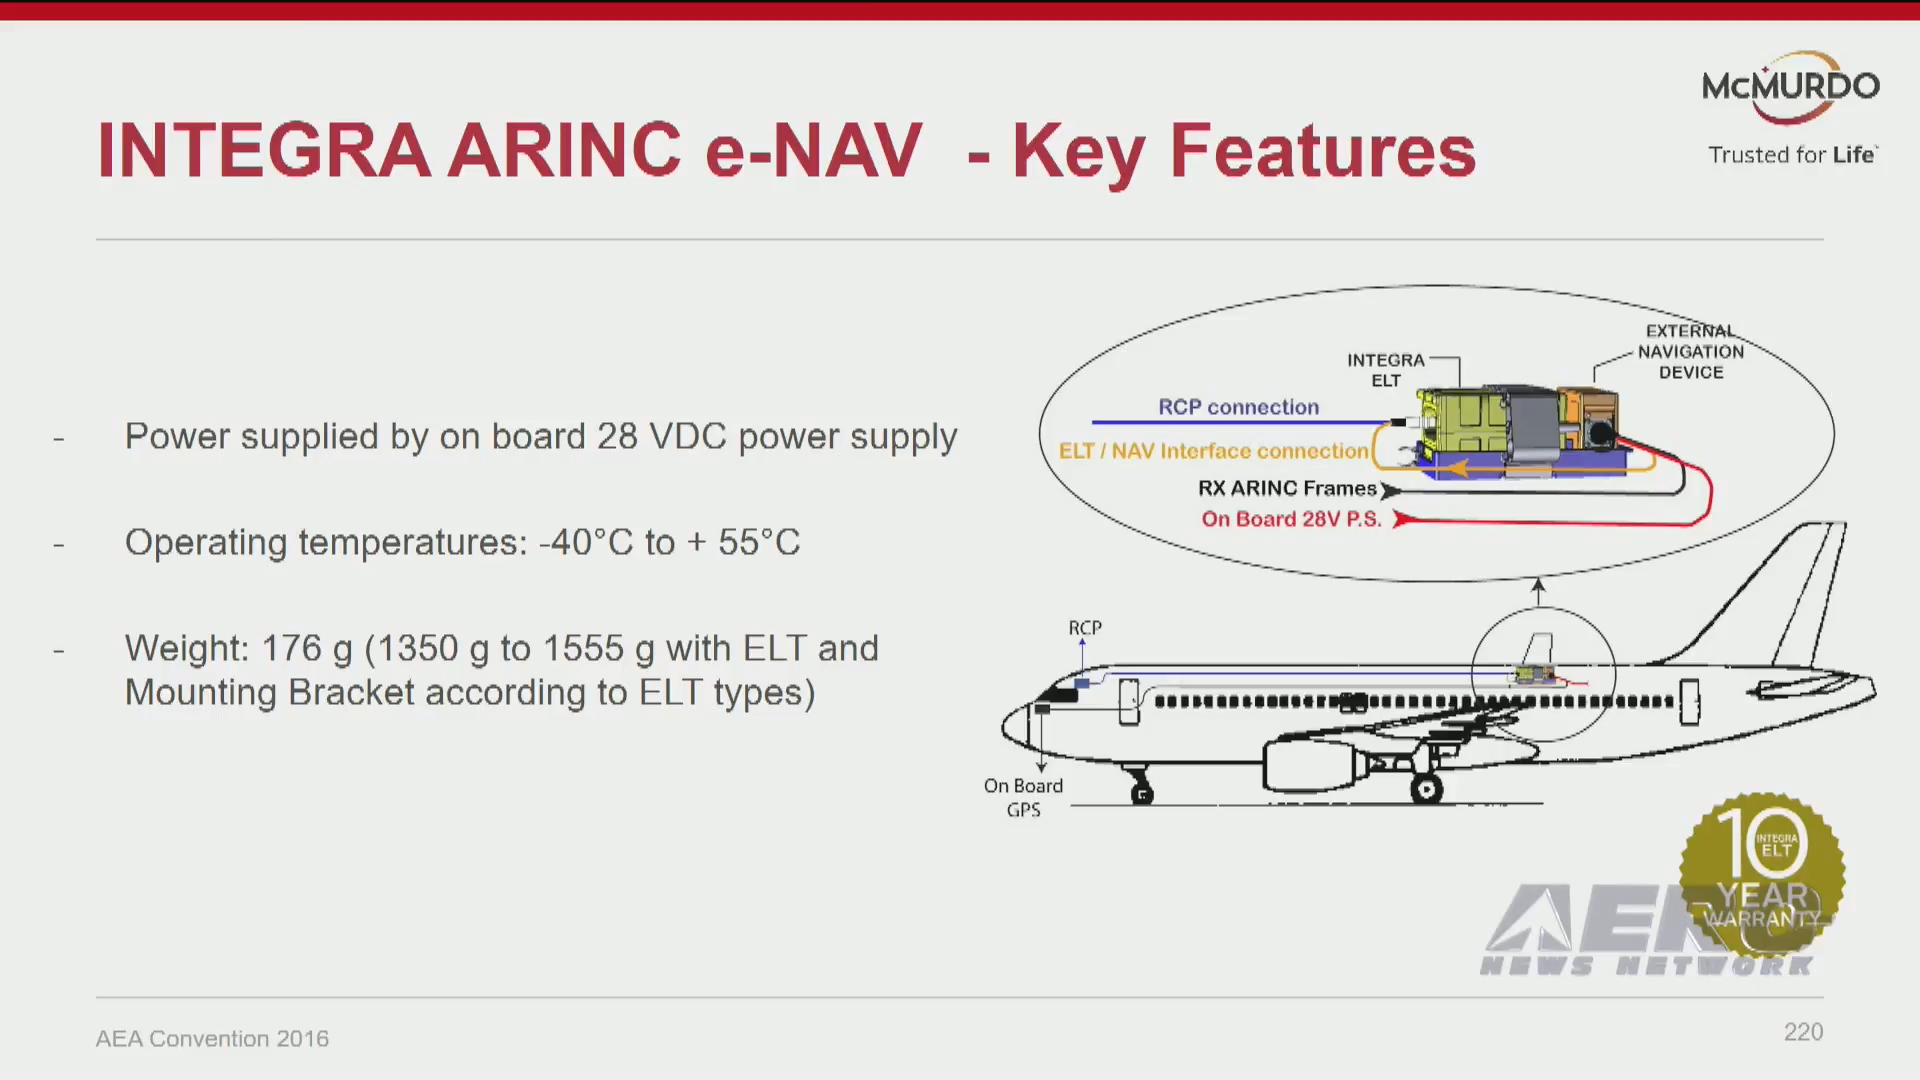 McMURDO
Trusted for Life
INTEGRA ARINC e-NAV - Key Features
- Power supplied by on board 28 VDC power supply
- Operating temperatures: -40°C to + 55°C
- Weight: 176 g (1350 g to 1555 g with ELT and
Mounting Bracket according to ELT types)
EXTERNAL
NAVIGATION
DEVICE
INTEGRA
ELT
RCP connection
ELT / NAV Interface connection
RX ARINC Frames
On Board 28V P.S.
RCP
On Board
GPS
10
INTEGRA
ELT
YEAR
WARRANTY
AERO
NEWS NETWORK
AEA Convention 2016
220